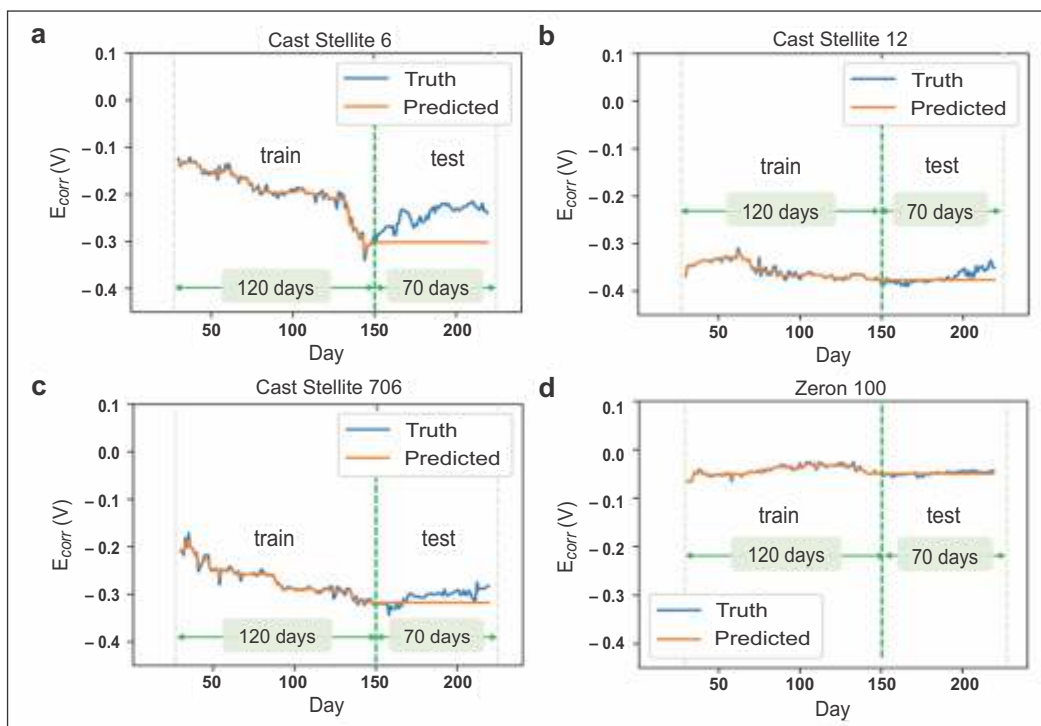 a
Cast Stellite 6
0.1
0.0
– 0.1
– 0.2
– 0.3
– 0.4
E_corr (V)
Truth
Predicted
train
test
120 days
70 days
50 100 150 200
Day
b
Cast Stellite 12
0.1
0.0
– 0.1
– 0.2
– 0.3
– 0.4
E_corr (V)
Truth
Predicted
train
test
120 days
70 days
50 100 150 200
Day
c
Cast Stellite 706
0.1
0.0
– 0.1
– 0.2
– 0.3
– 0.4
E_corr (V)
Truth
Predicted
train
test
120 days
70 days
50 100 150 200
Day
d
Zeron 100
0.1
0.0
– 0.1
– 0.2
– 0.3
– 0.4
E_corr (V)
train
test
120 days
70 days
Truth
Predicted
50 100 150 200
Day